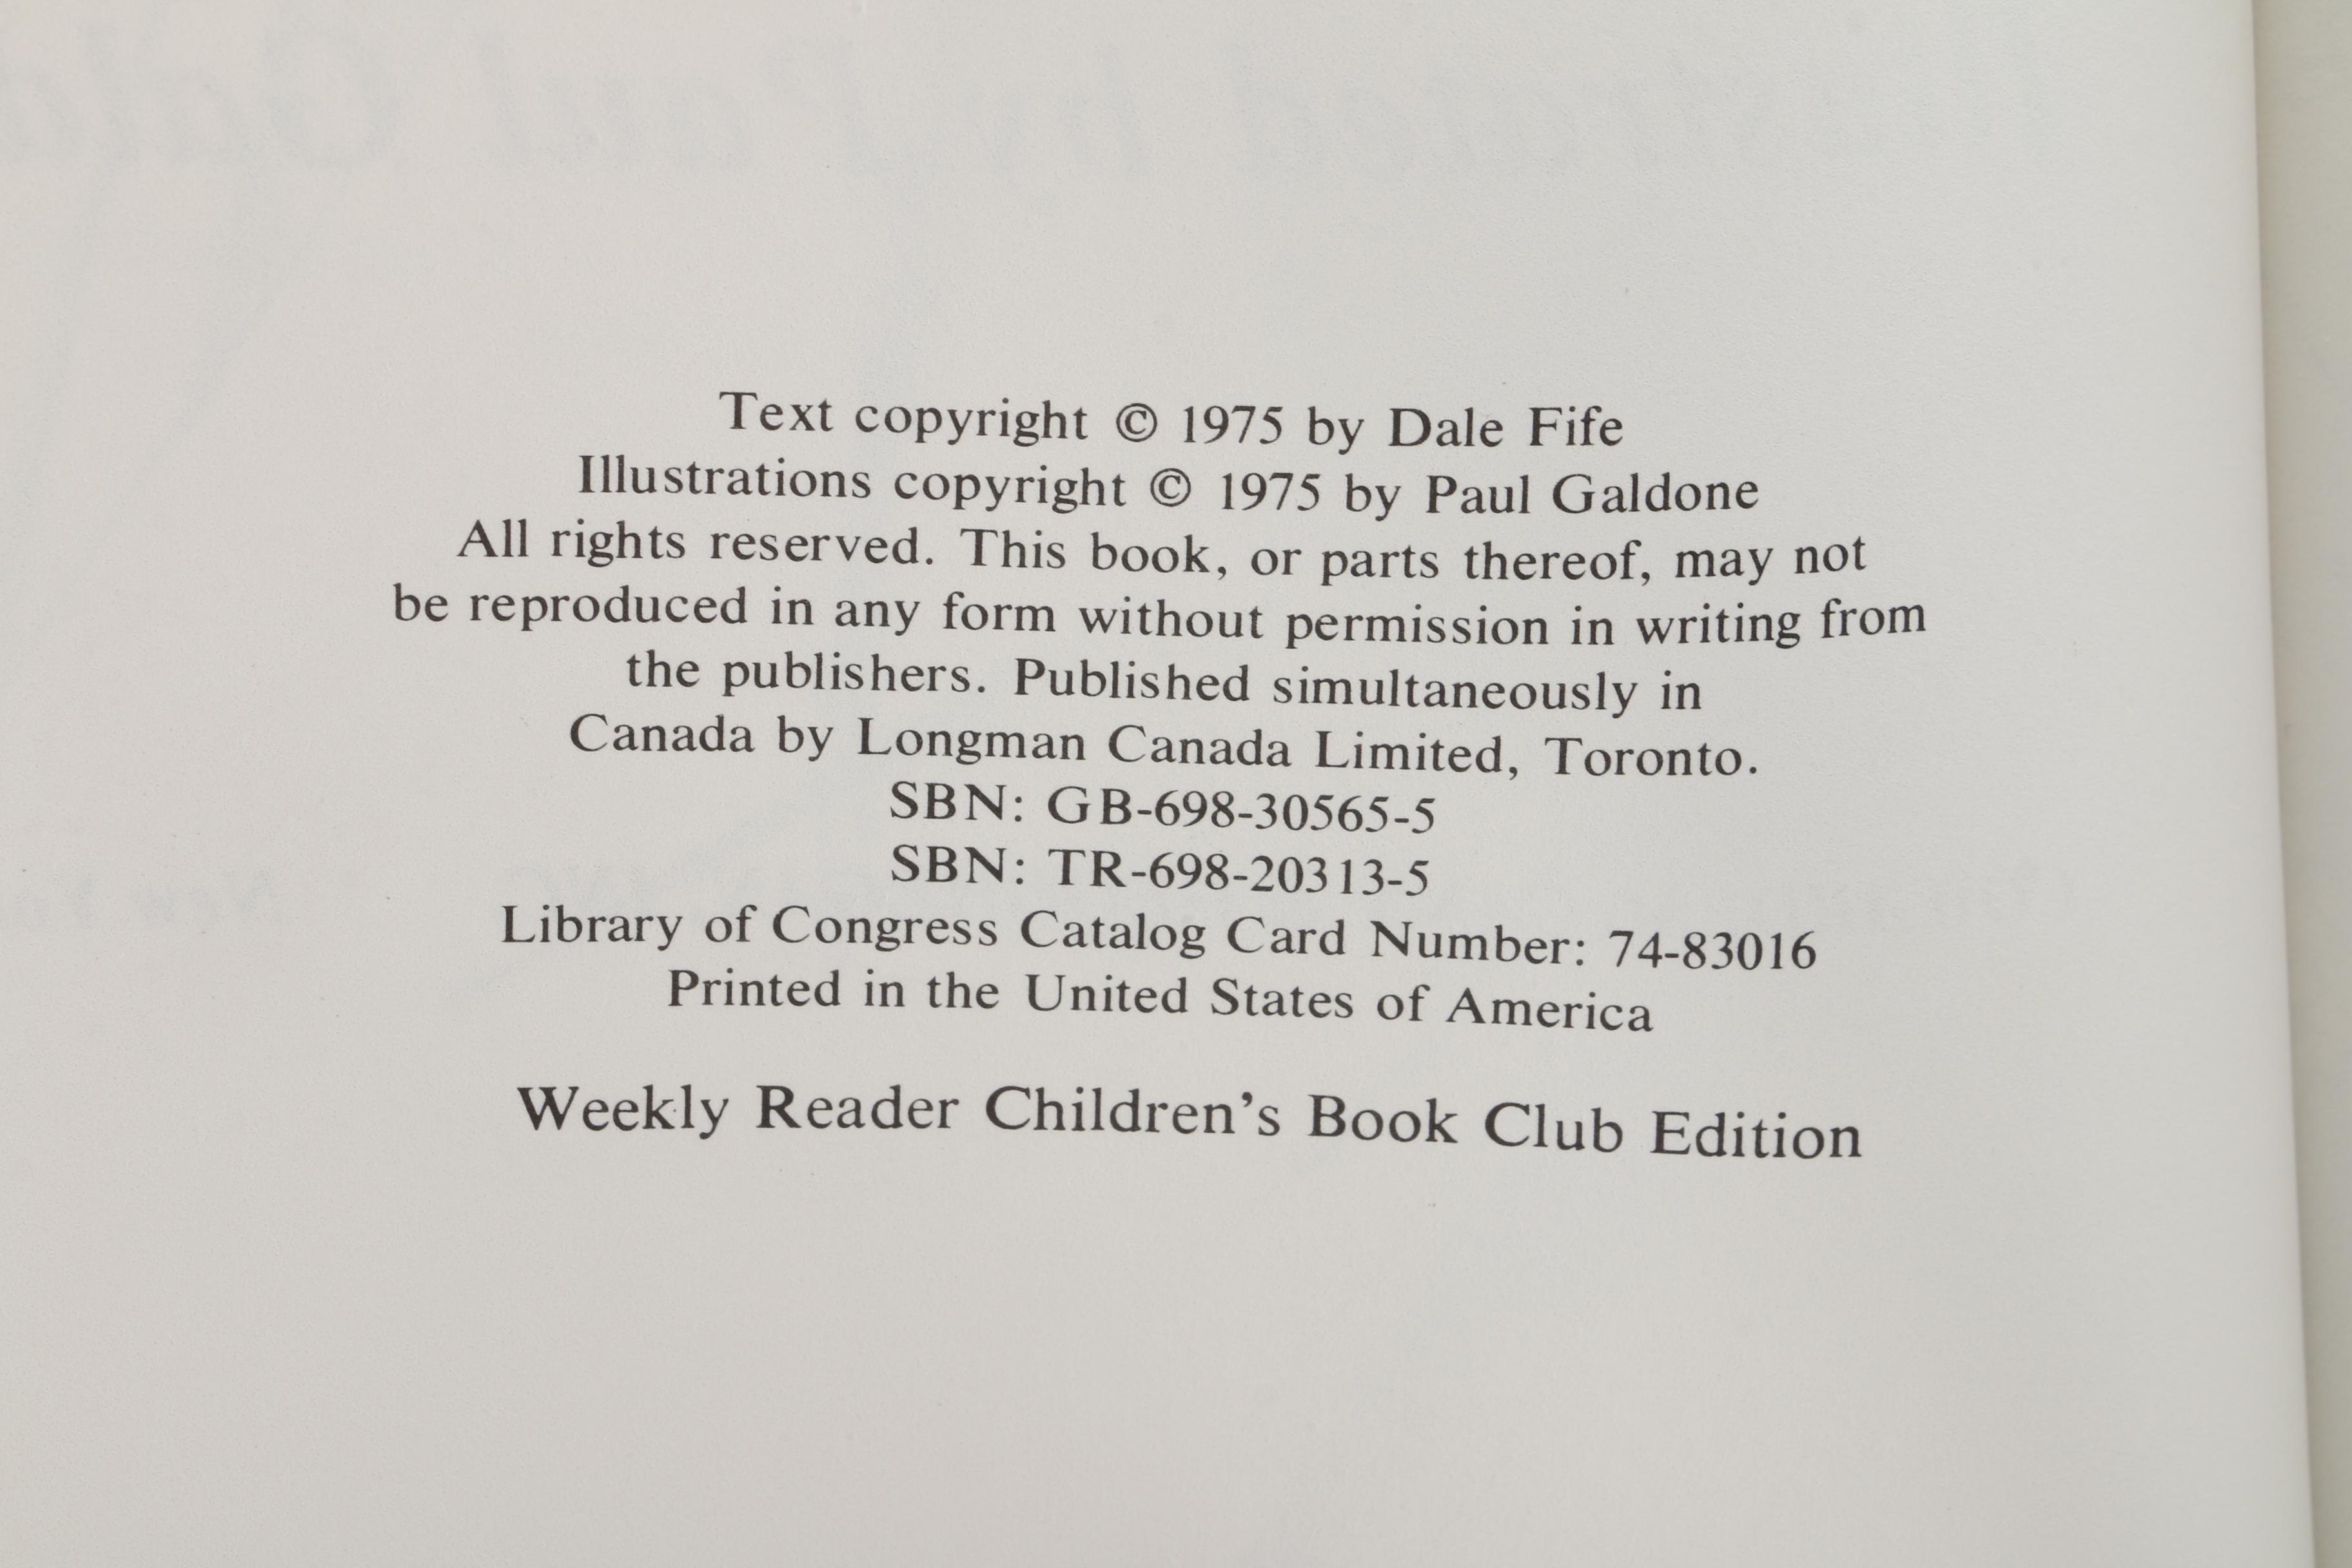 Text copyright © 1975 by Dale Fife
Illustrations copyright © 1975 by Paul Galdone
All rights reserved. This book, or parts thereof, may not
be reproduced in any form without permission in writing from
the publishers. Published simultaneously in
Canada by Longman Canada Limited, Toronto.
SBN: GB-698-30565-5
SBN: TR-698-20313-5
Library of Congress Catalog Card Number: 74-83016
Printed in the United States of America
Weekly Reader Children's Book Club Edition